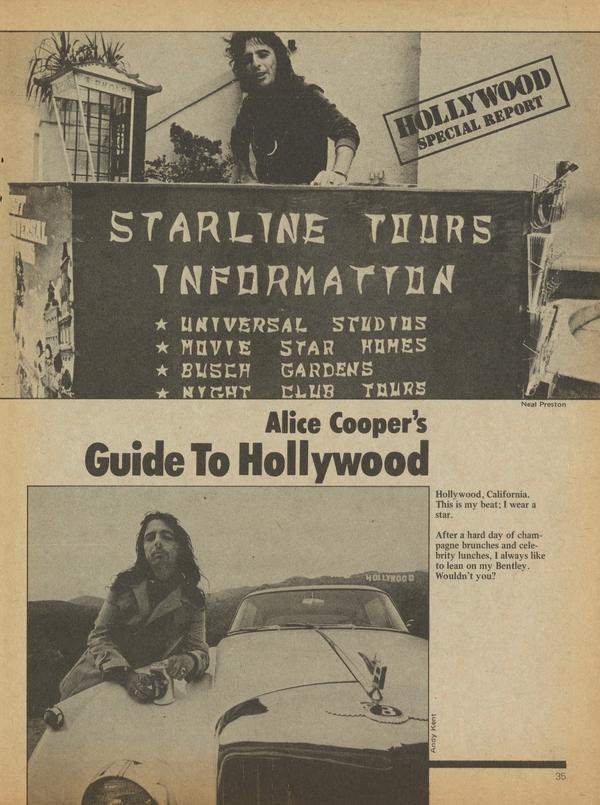 HOLLYWOOD
SPECIAL REPORT
STARLINE TOURS
INFORMATION
★ UNIVERSAL STUDIOS
★ MOVIE STAR HOMES
★ BUSCH GARDENS
★ NIGHT CLUB TOURS
Neal Preston
Alice Cooper's
Guide To Hollywood
Hollywood, California.
This is my beat; I wear a
star.
After a hard day of cham-
pagne brunches and cele-
brity lunches, I always like
to lean on my Bentley.
Wouldn't you?
HOLLYWOOD
B
Andy Kent
35